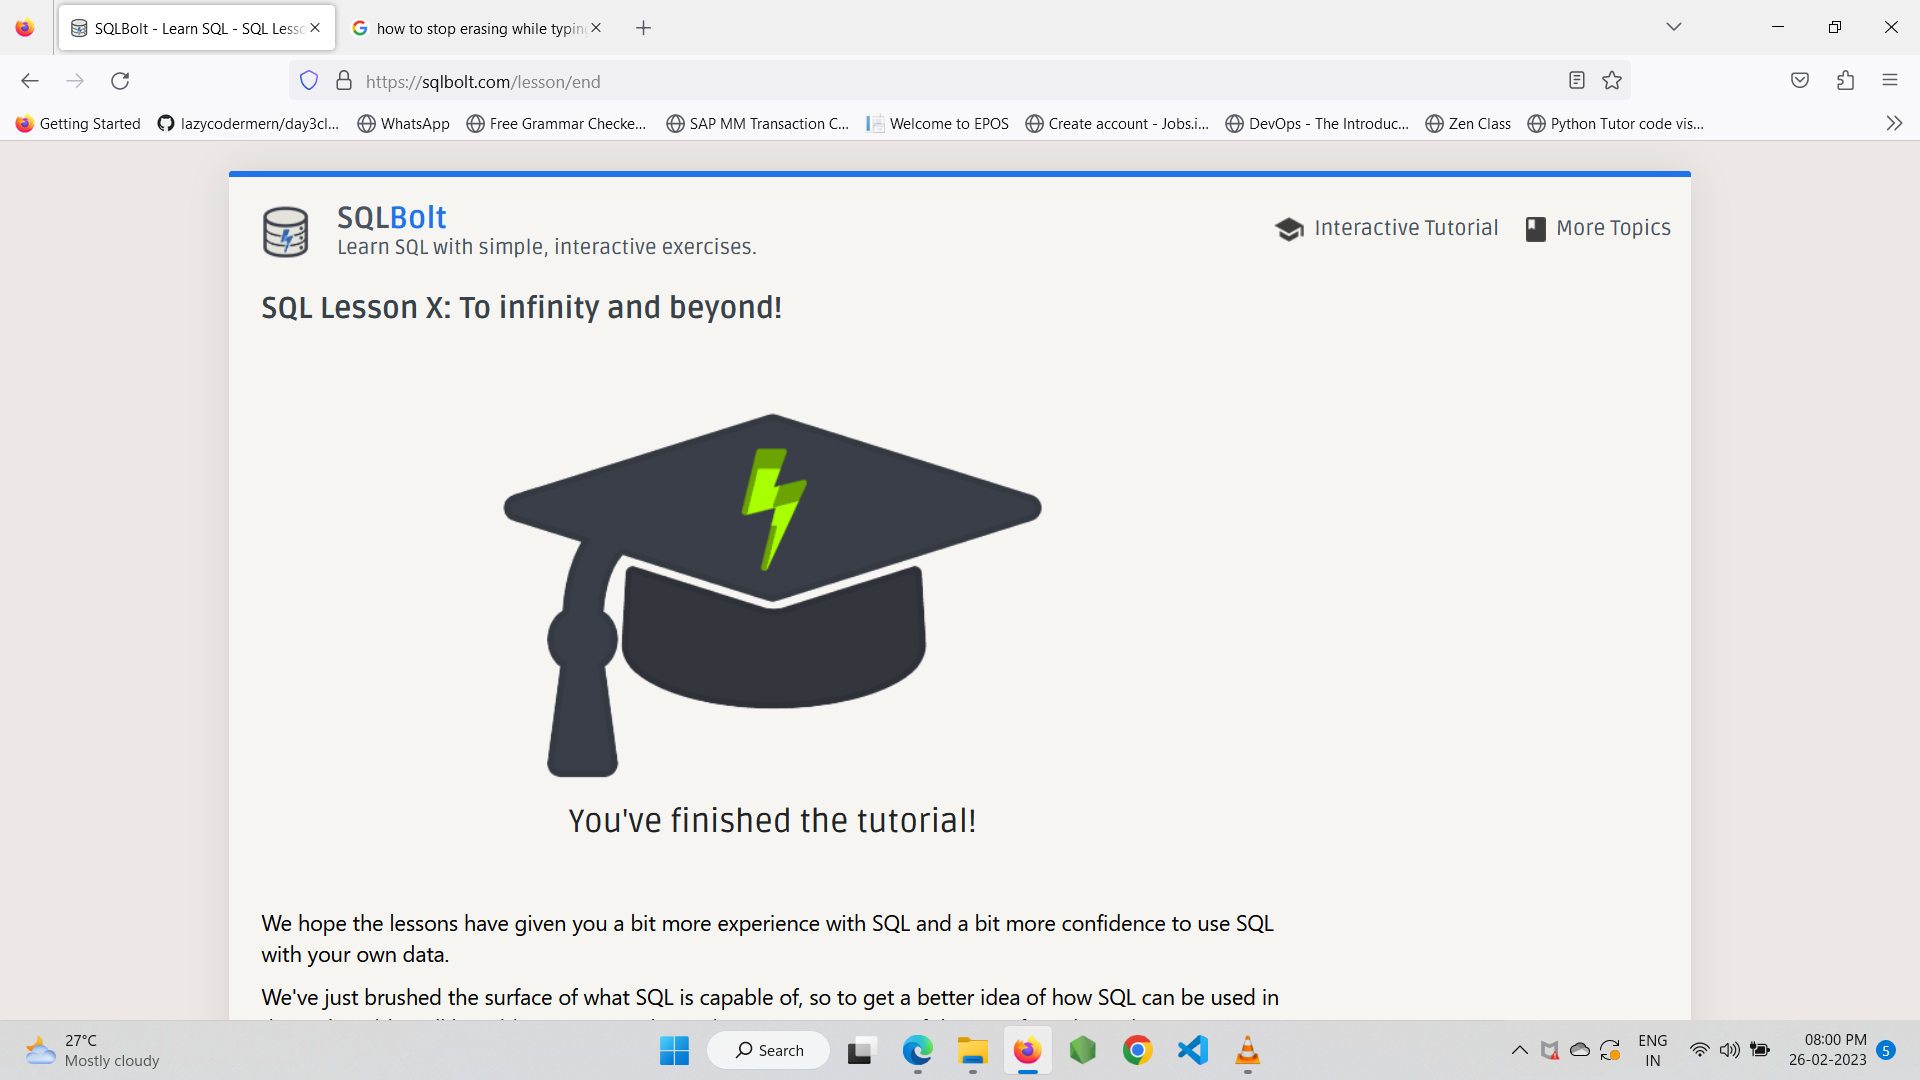 SQLBolt - Learn SQL - SQL Lesso
how to stop erasing while typin
https://sqlbolt.com/lesson/end
Getting Started
lazycodermern/day3cl...
WhatsApp
Free Grammar Checke...
SAP MM Transaction C...
Welcome to EPOS
Create account - Jobs.i...
DevOps - The Introduc...
Zen Class
Python Tutor code vis...
SQLBolt
Learn SQL with simple, interactive exercises.
Interactive Tutorial
More Topics
SQL Lesson X: To infinity and beyond!
You've finished the tutorial!
We hope the lessons have given you a bit more experience with SQL and a bit more confidence to use SQL
with your own data.
We've just brushed the surface of what SQL is capable of, so to get a better idea of how SQL can be used in
27°C
Mostly cloudy
Search
ENG
IN
08:00 PM
26-02-2023
5